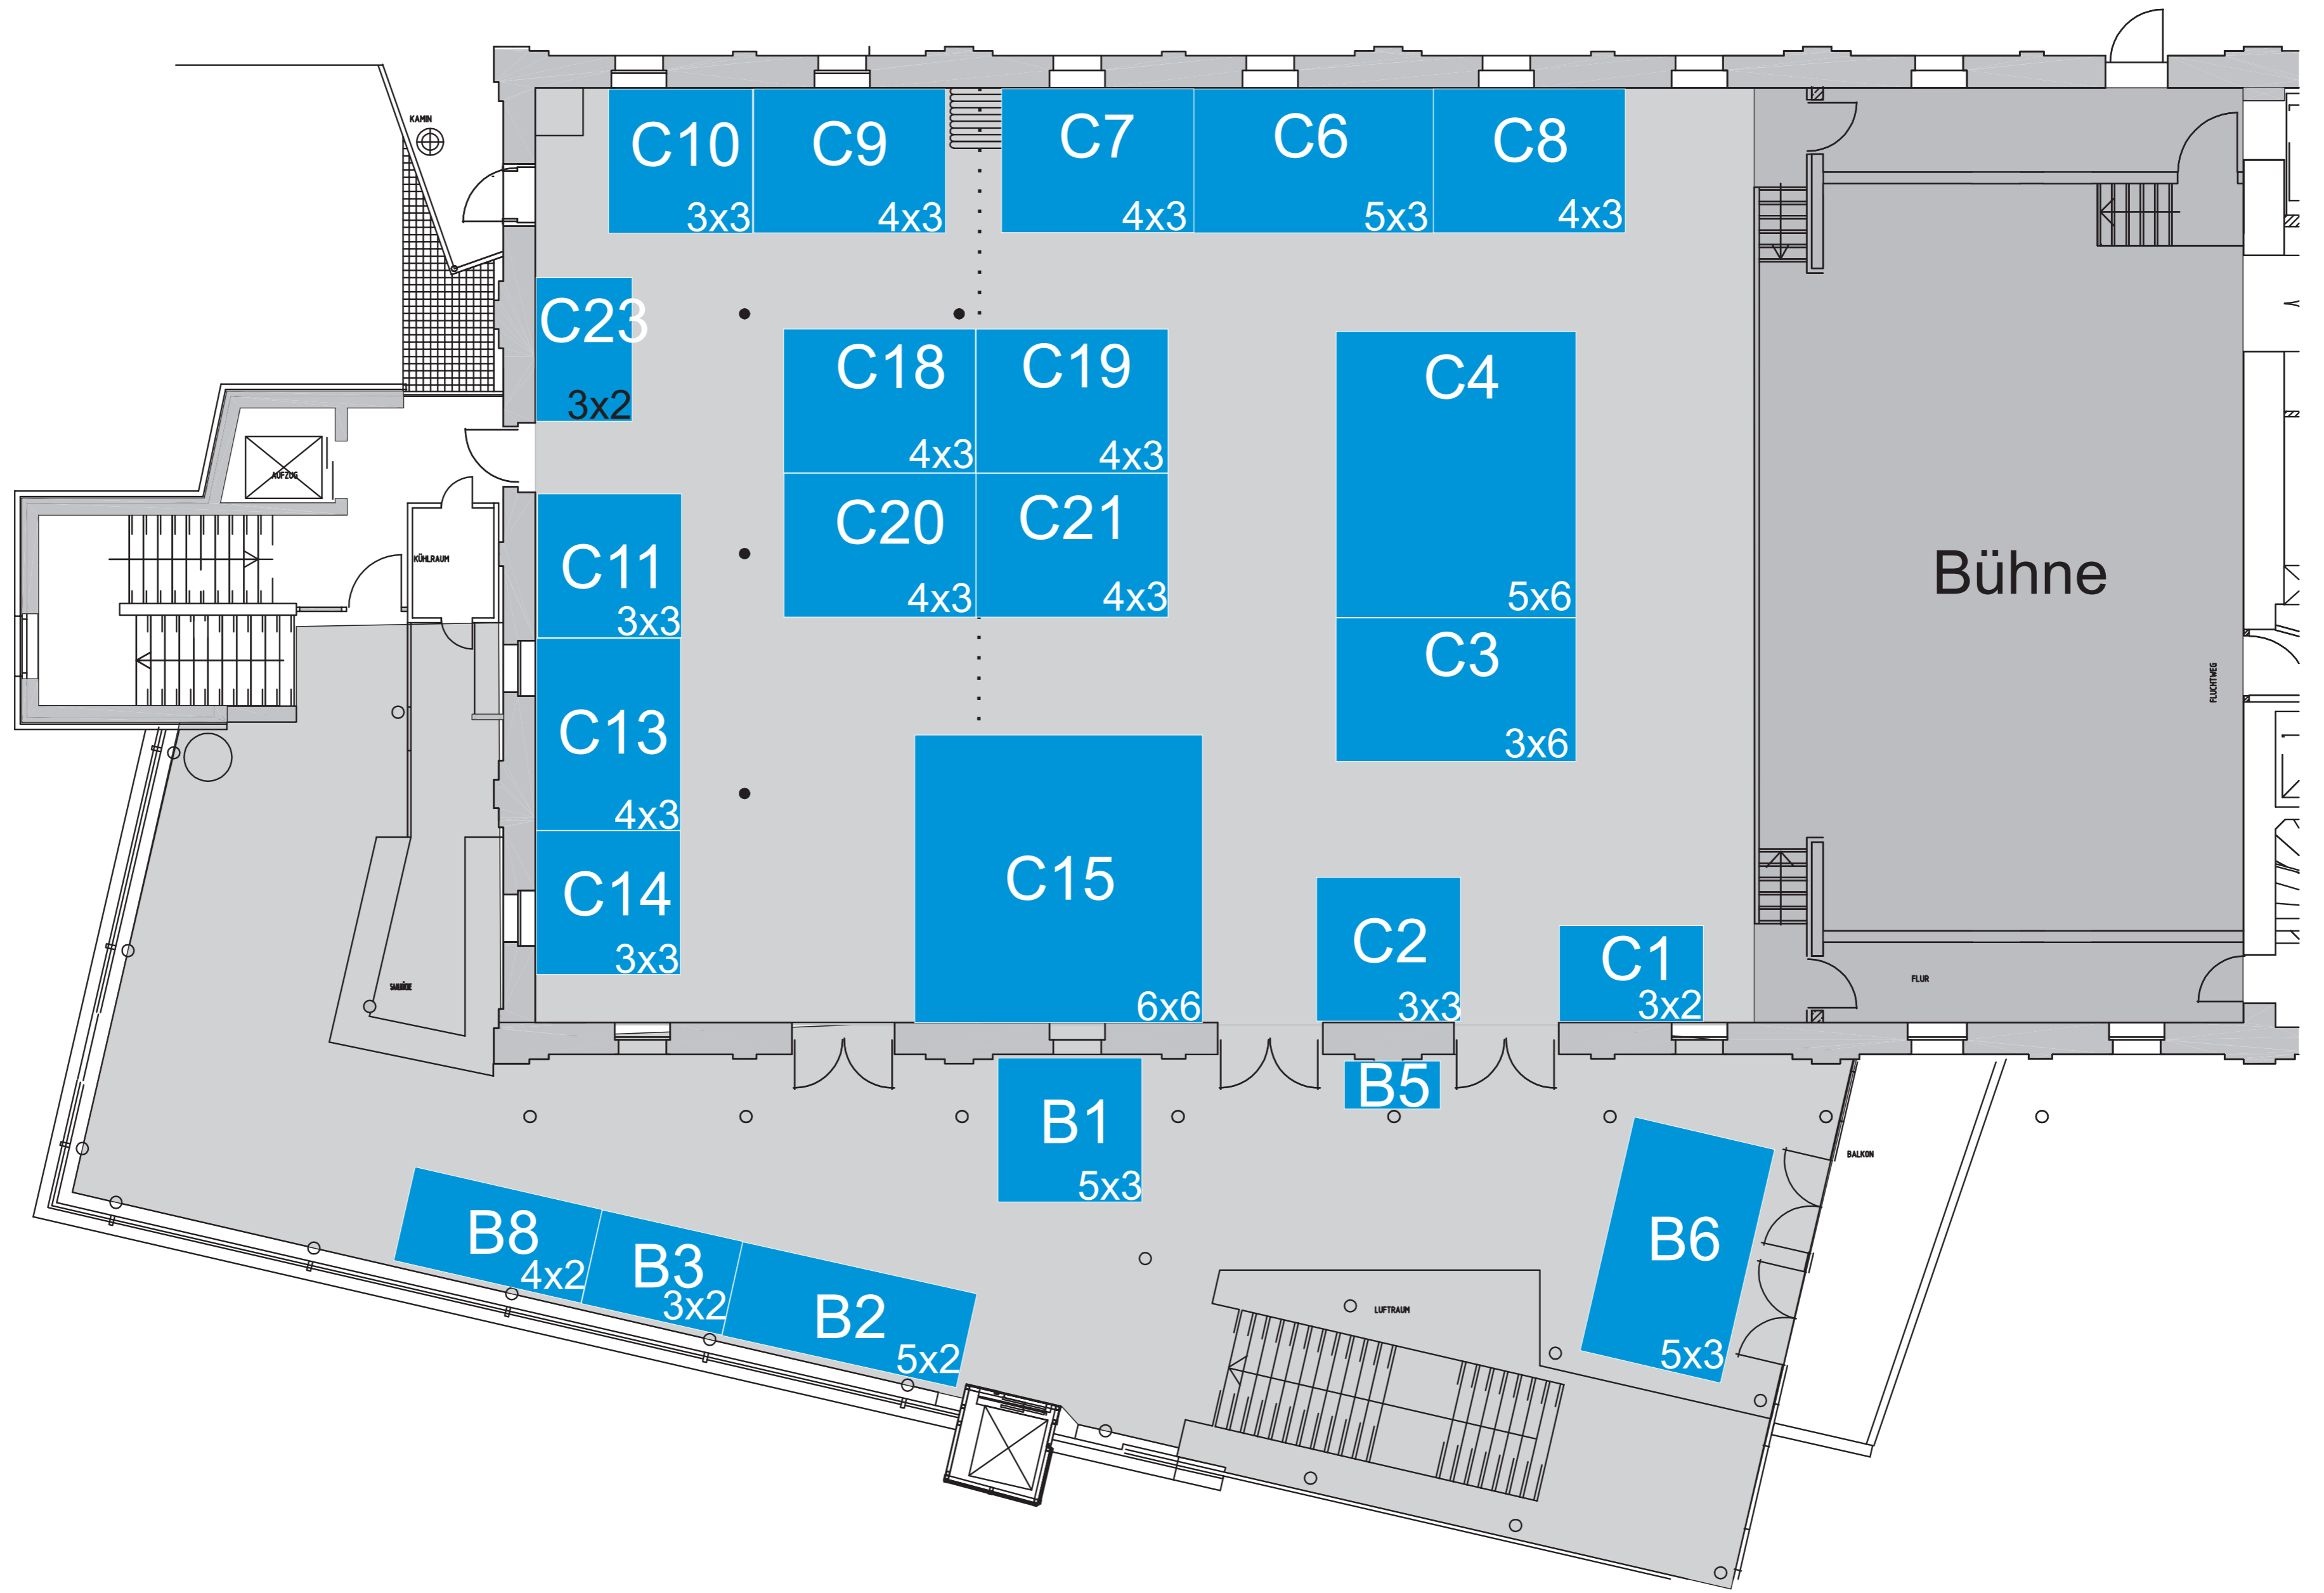 KAMIN
C10
3x3
C9
4x3
C7
4x3
C6
5x3
C8
4x3
C23
3x2
C18
4x3
C19
4x3
C4
5x6
AUFZUG
KÜHLRAUM
C11
3x3
C20
4x3
C21
4x3
Bühne
C3
3x6
FLUCHTWEG
C13
4x3
C15
6x6
C14
3x3
C2
3x3
C1
3x2
FLUR
B1
5x3
B5
BALKON
B6
5x3
B8
4x2
B3
3x2
B2
5x2
LUFTRAUM